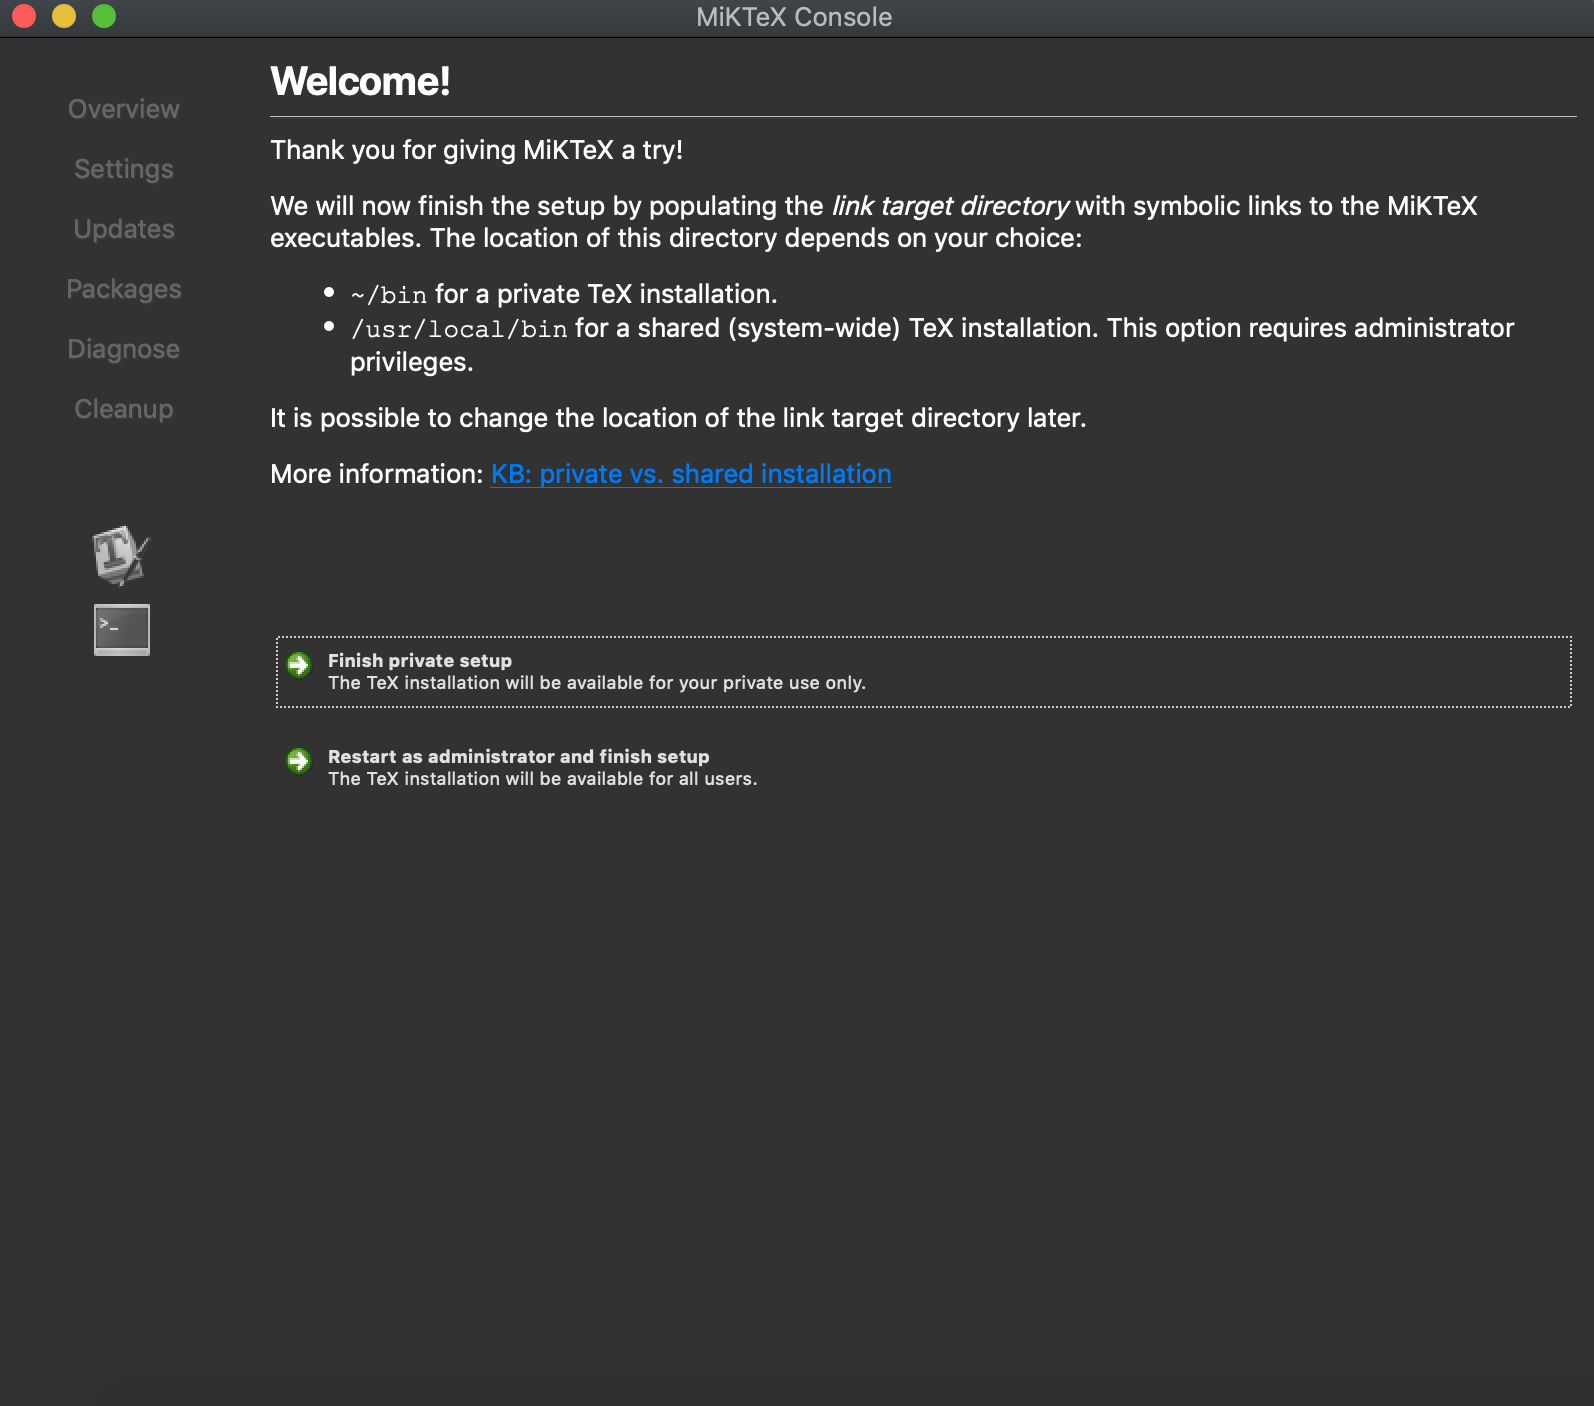 MiKTeX Console
Overview
Settings
Updates
Packages
Diagnose
Cleanup
Welcome!
Thank you for giving MiKTeX a try!
We will now finish the setup by populating the link target directory with symbolic links to the MiKTeX
executables. The location of this directory depends on your choice:
• ~/bin for a private TeX installation.
• /usr/local/bin for a shared (system-wide) TeX installation. This option requires administrator
privileges.
It is possible to change the location of the link target directory later.
More information: KB: private vs. shared installation
T
>_
Finish private setup
The TeX installation will be available for your private use only.
Restart as administrator and finish setup
The TeX installation will be available for all users.